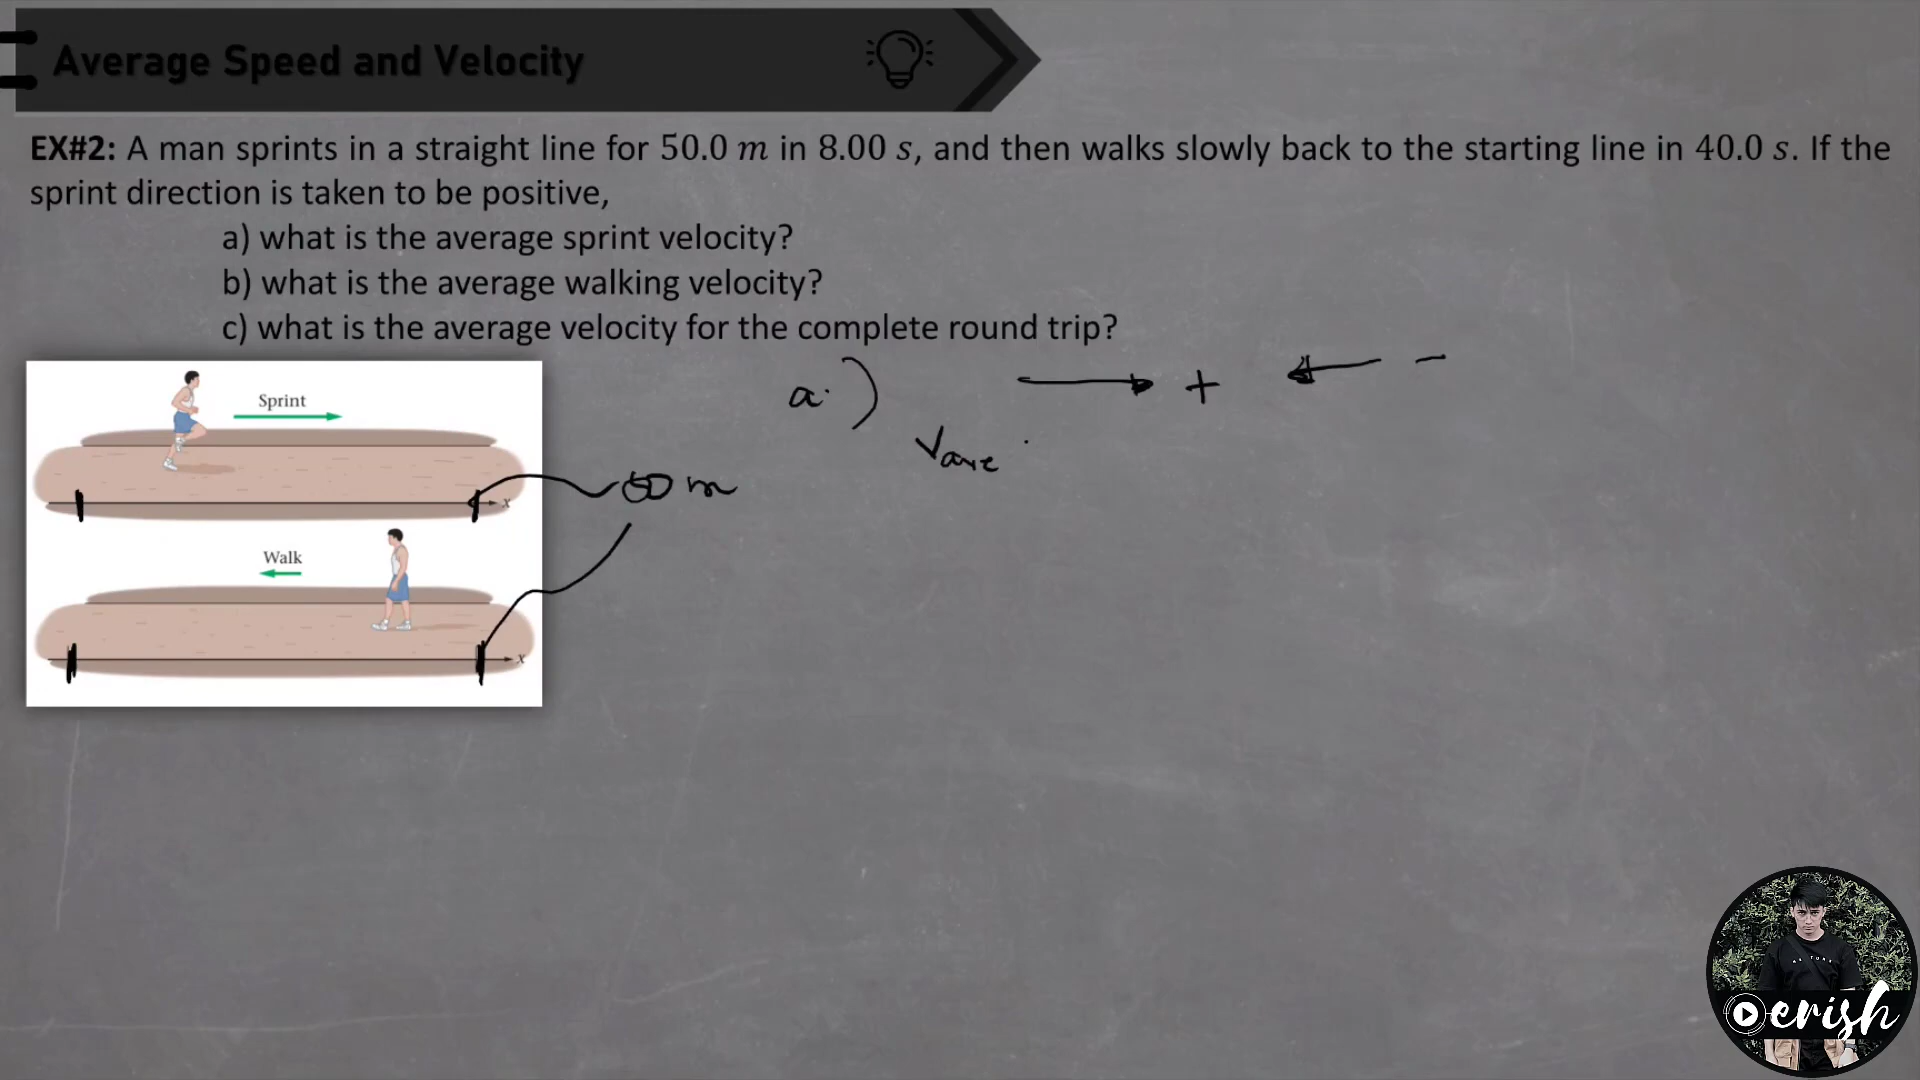 Average Speed and Velocity
EX#2: A man sprints in a straight line for 50.0 m in 8.00 s, and then walks slowly back to the starting line in 40.0 s. If the
sprint direction is taken to be positive,
a) what is the average sprint velocity?
b) what is the average walking velocity?
c) what is the average velocity for the complete round trip?
a.) → + ← −
Sprint
Vave
50 m
x
Walk
x
erish